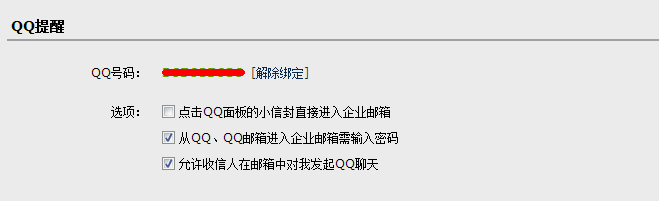 QQ提醒
QQ号码： [解除绑定]
选项： 点击QQ面板的小信封直接进入企业邮箱
从QQ、QQ邮箱进入企业邮箱需输入密码
允许收信人在邮箱中对我发起QQ聊天